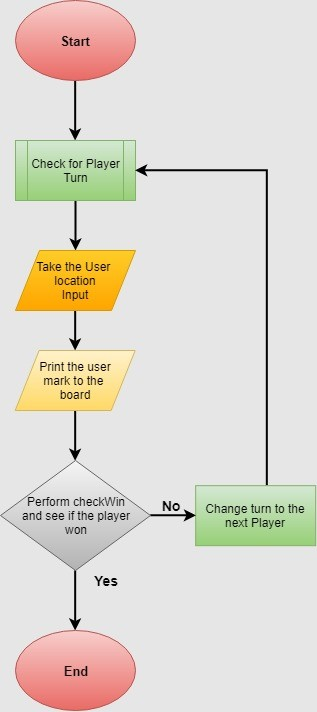 Start
Check for Player
Turn
Take the User
location
Input
Print the user
mark to the
board
Perform checkWin
and see if the player
won
No
Change turn to the
next Player
Yes
End